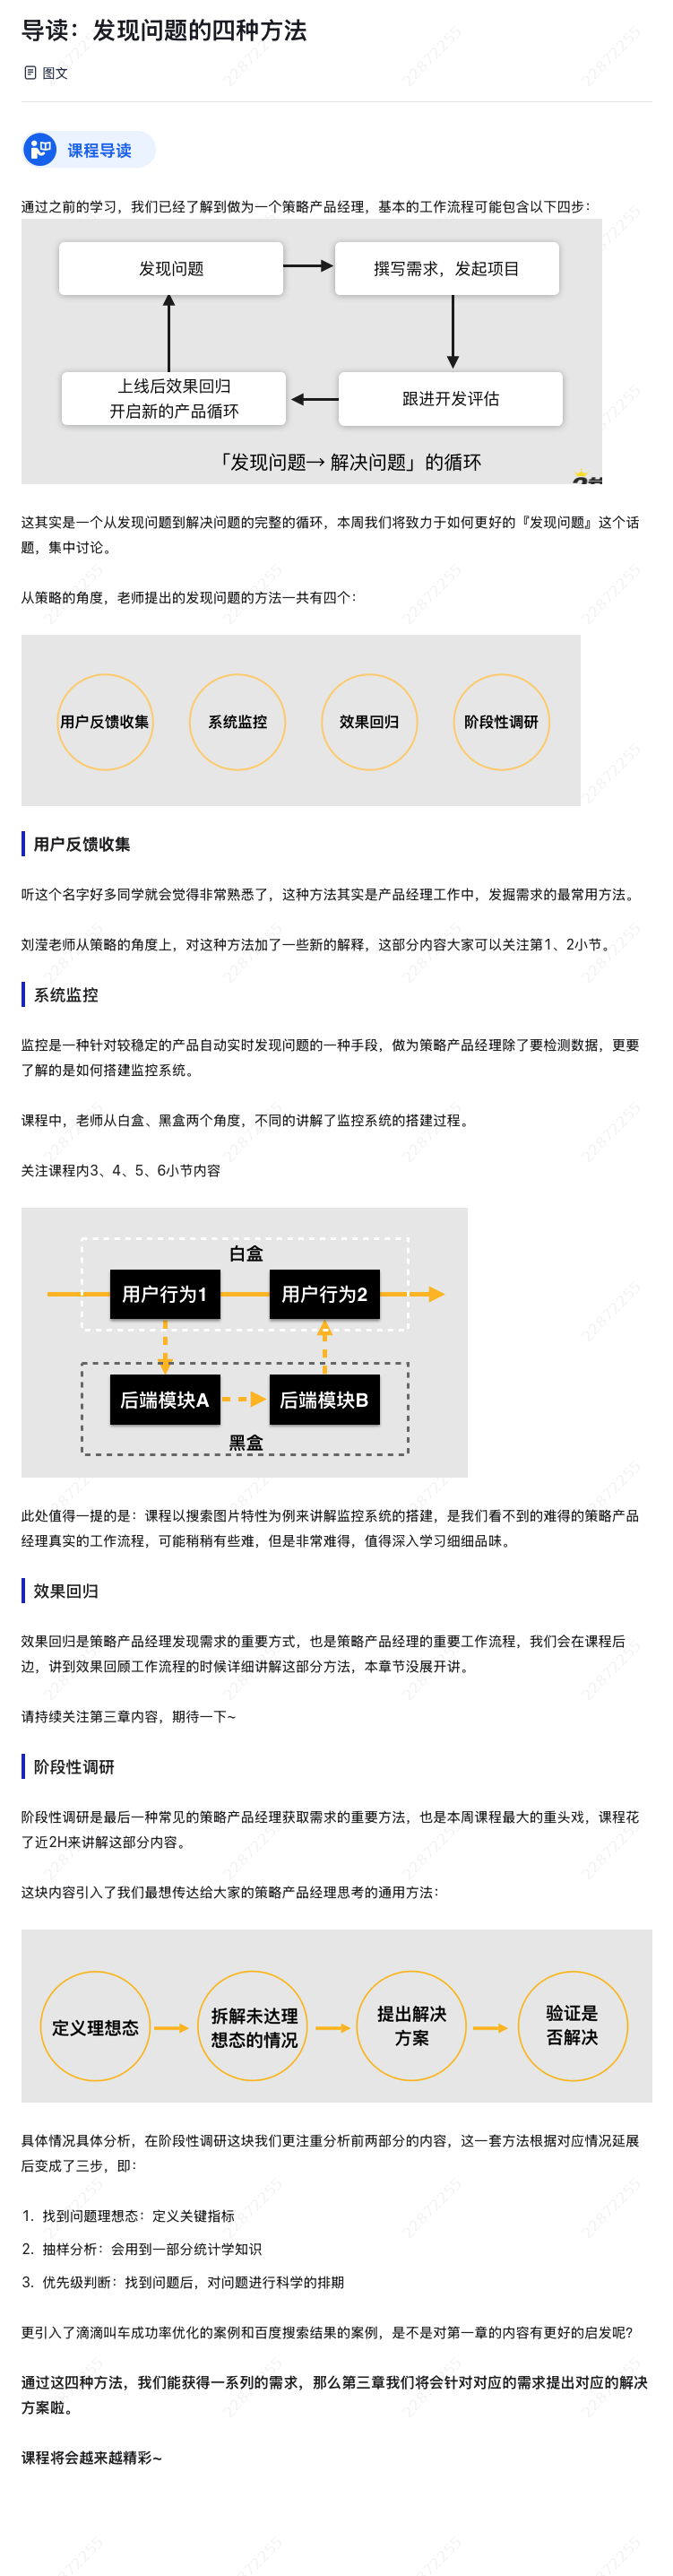 导读：发现问题的四种方法
图文
课程导读
通过之前的学习，我们已经了解到做为一个策略产品经理，基本的工作流程可能包含以下四步：
发现问题
撰写需求，发起项目
上线后效果回归
开启新的产品循环
跟进开发评估
「发现问题→ 解决问题」的循环
这其实是一个从发现问题到解决问题的完整的循环，本周我们将致力于如何更好的『发现问题』这个话
题，集中讨论。
从策略的角度，老师提出的发现问题的方法一共有四个：
用户反馈收集
系统监控
效果回归
阶段性调研
用户反馈收集
听这个名字好多同学就会觉得非常熟悉了，这种方法其实是产品经理工作中，发掘需求的最常用方法。
刘滢老师从策略的角度上，对这种方法加了一些新的解释，这部分内容大家可以关注第1、2小节。
系统监控
监控是一种针对较稳定的产品自动实时发现问题的一种手段，做为策略产品经理除了要检测数据，更要
了解的是如何搭建监控系统。
课程中，老师从白盒、黑盒两个角度，不同的讲解了监控系统的搭建过程。
关注课程内3、4、5、6小节内容
白盒
用户行为1
用户行为2
后端模块A
后端模块B
黑盒
此处值得一提的是：课程以搜索图片特性为例来讲解监控系统的搭建，是我们看不到的难得的策略产品
经理真实的工作流程，可能稍稍有些难，但是非常难得，值得深入学习细细品味。
效果回归
效果回归是策略产品经理发现需求的重要方式，也是策略产品经理的重要工作流程，我们会在课程后
边，讲到效果回顾工作流程的时候详细讲解这部分方法，本章节没展开讲。
请持续关注第三章内容，期待一下~
阶段性调研
阶段性调研是最后一种常见的策略产品经理获取需求的重要方法，也是本周课程最大的重头戏，课程花
了近2H来讲解这部分内容。
这块内容引入了我们最想传达给大家的策略产品经理思考的通用方法：
定义理想态
拆解未达理
想态的情况
提出解决
方案
验证是
否解决
具体情况具体分析，在阶段性调研这块我们更注重分析前两部分的内容，这一套方法根据对应情况延展
后变成了三步，即：
1. 找到问题理想态：定义关键指标
2. 抽样分析：会用到一部分统计学知识
3. 优先级判断：找到问题后，对问题进行科学的排期
更引入了滴滴叫车成功率优化的案例和百度搜索结果的案例，是不是对第一章的内容有更好的启发呢?
通过这四种方法，我们能获得一系列的需求，那么第三章我们将会针对对应的需求提出对应的解决
方案啦。
课程将会越来越精彩~
22872255